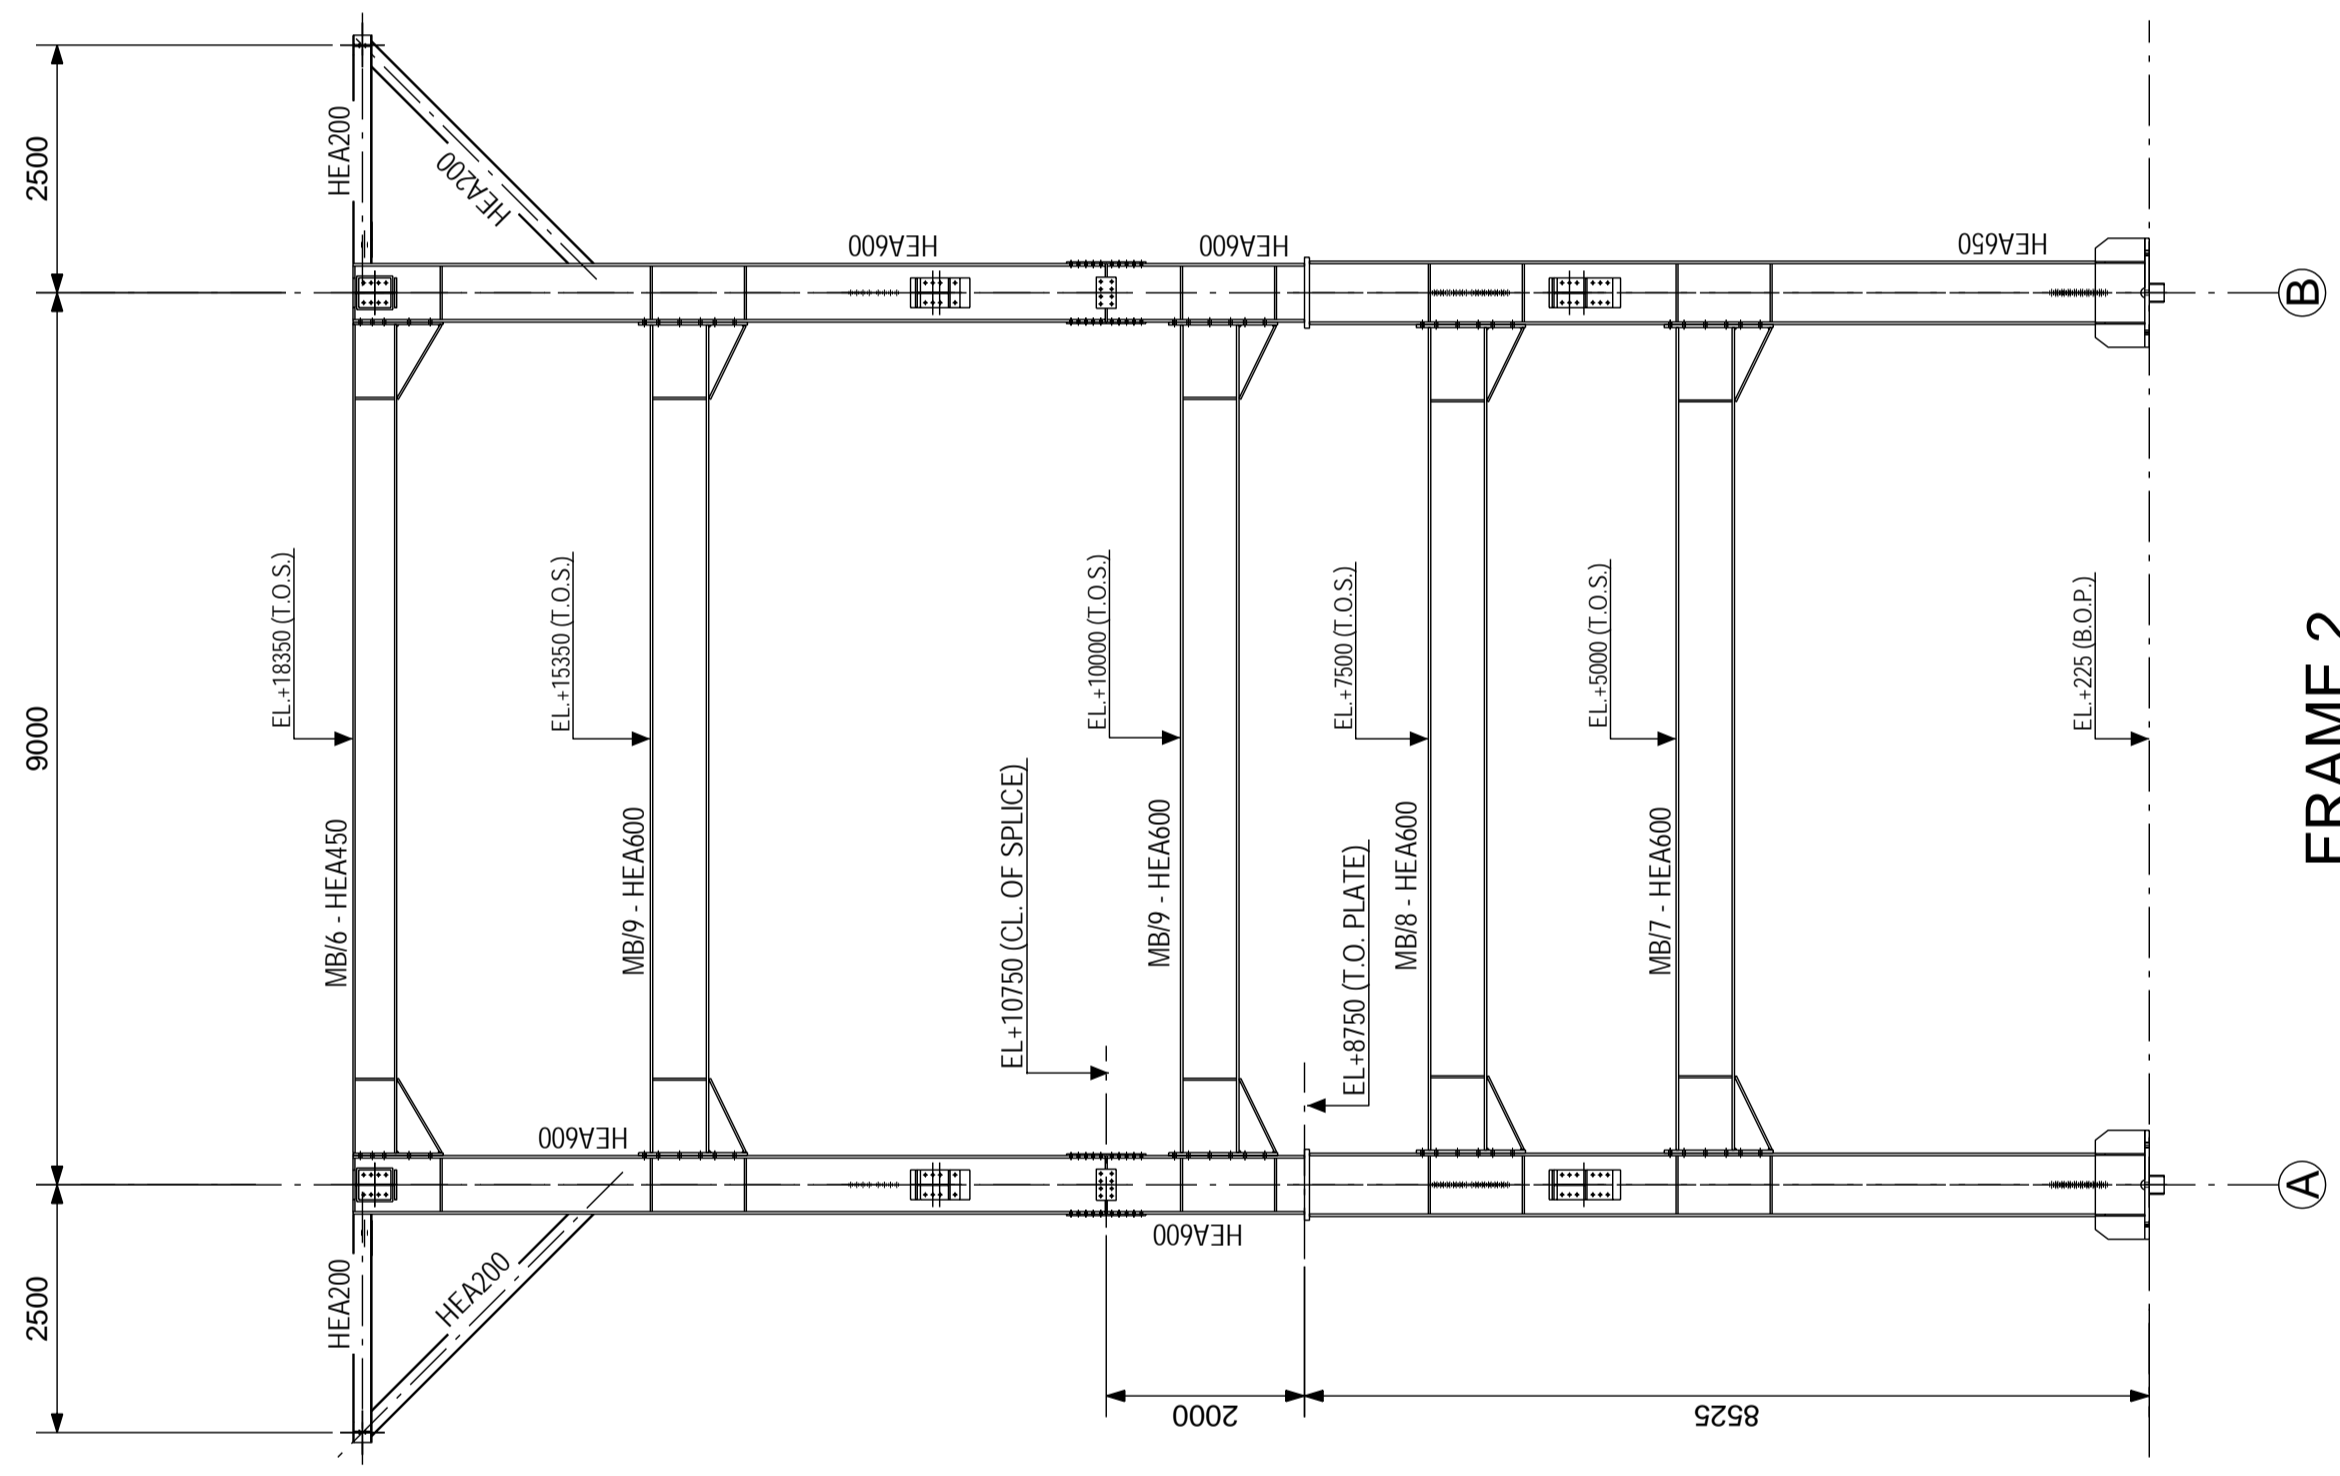 2500
9000
2500
HEA200
HEA200
HEA200
HEA200
HEA600
HEA600
HEA650
HEA600
HEA600
EL.+18350 (T.O.S.)
EL.+15350 (T.O.S.)
EL.+10000 (T.O.S.)
EL.+7500 (T.O.S.)
EL.+5000 (T.O.S.)
EL.+225 (B.O.P.)
MB/6 - HEA450
MB/9 - HEA600
EL+10750 (CL. OF SPLICE)
MB/9 - HEA600
EL+8750 (T.O. PLATE)
MB/8 - HEA600
MB/7 - HEA600
2000
8525
A
B
FRAME 2